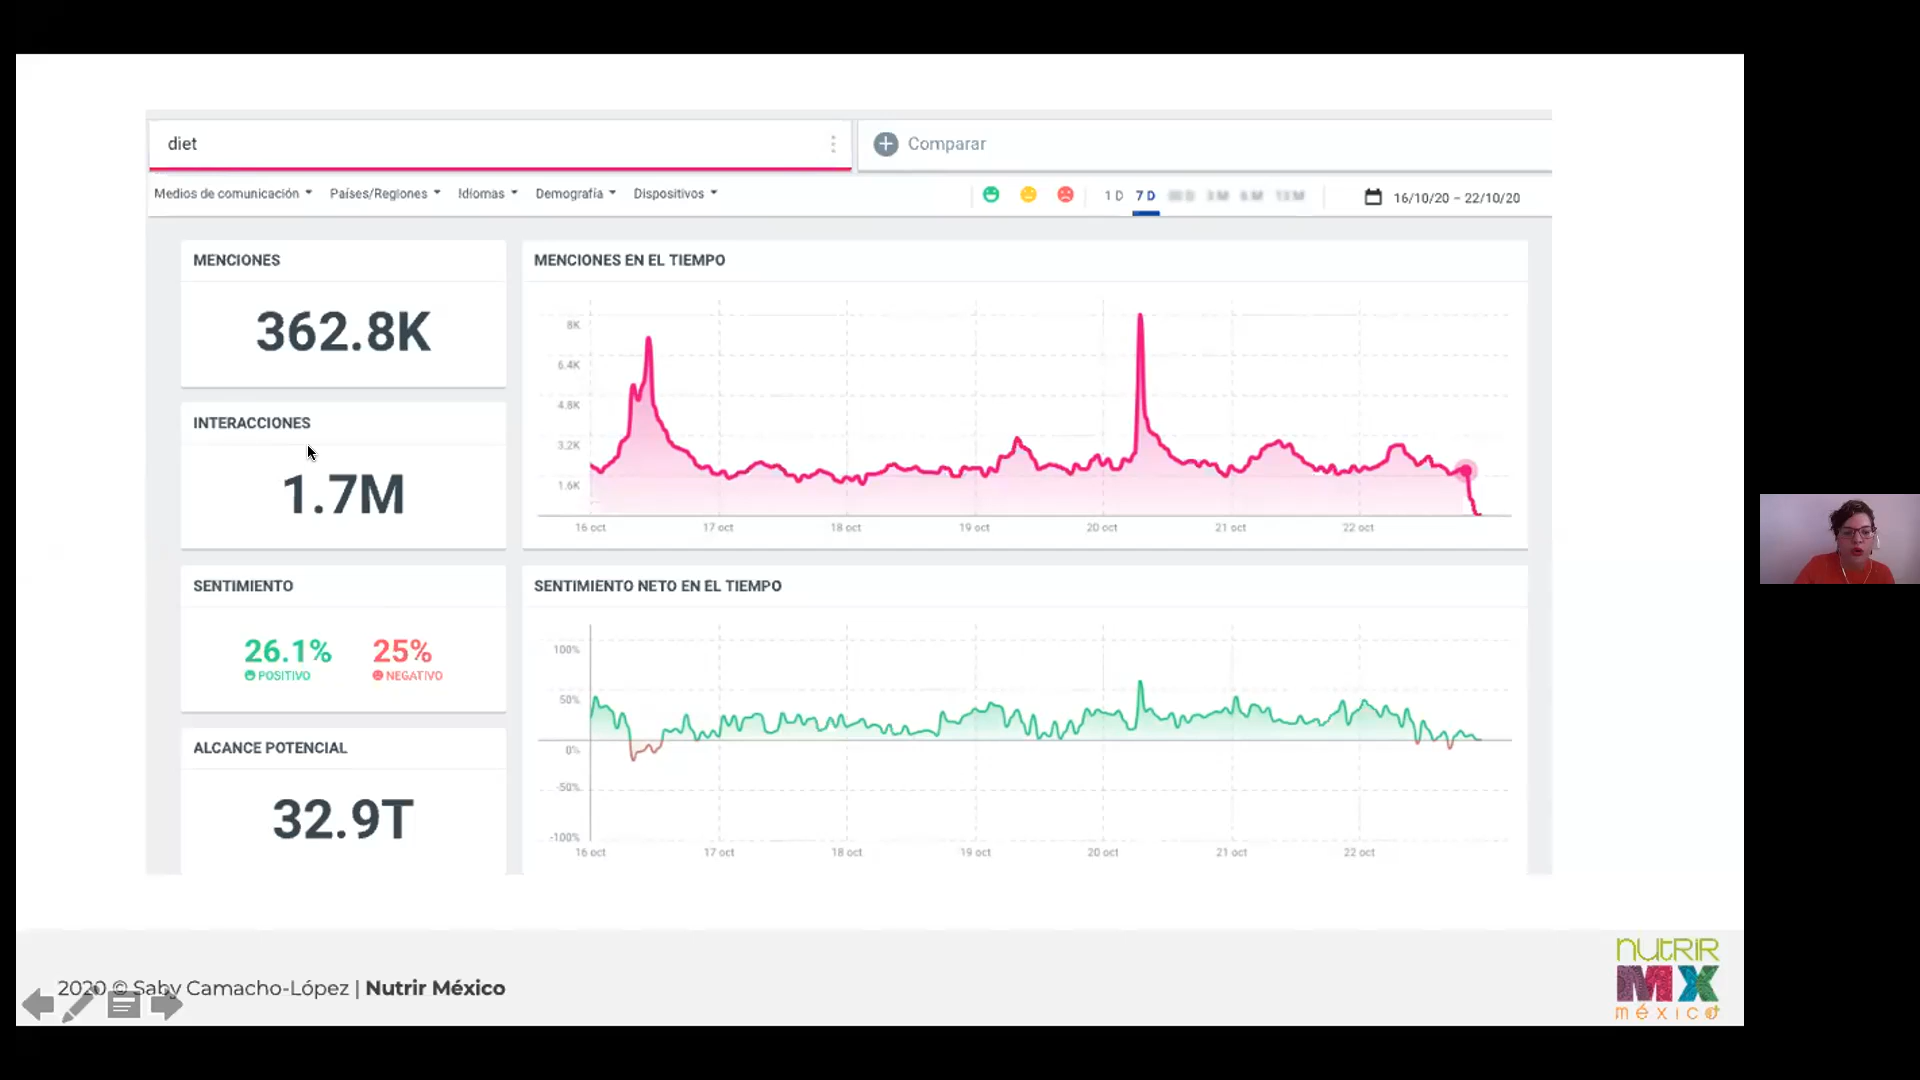 diet
Comparar
Medios de comunicación Países/Regiones Idiomas Demografía Dispositivos
1 D 7 D
16/10/20 - 22/10/20
MENCIONES
362.8K
MENCIONES EN EL TIEMPO
8K
6.4K
4.8K
3.2K
1.6K
16 oct 17 oct 18 oct 19 oct 20 oct 21 oct 22 oct
INTERACCIONES
1.7M
SENTIMIENTO
26.1% 25%
POSITIVO NEGATIVO
SENTIMIENTO NETO EN EL TIEMPO
100%
50%
0%
-50%
-100%
16 oct 17 oct 18 oct 19 oct 20 oct 21 oct 22 oct
ALCANCE POTENCIAL
32.9T
2020 © Saby Camacho-López | Nutrir México
nutRIR
MX
méxico